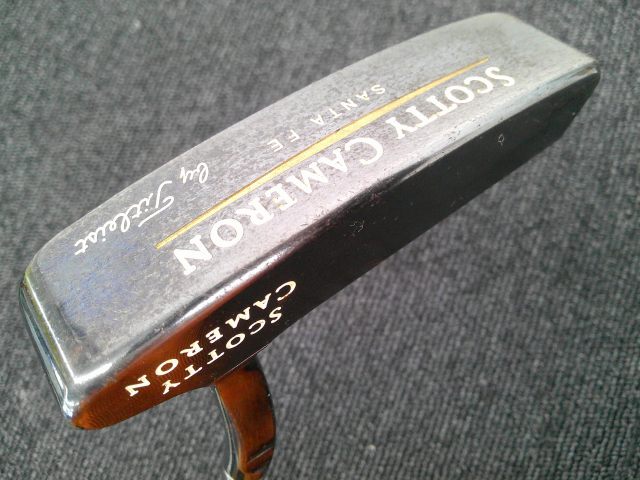 SCOTTY CAMERON
SANTA FE
by Titleist
SCOTTY
CAMERON